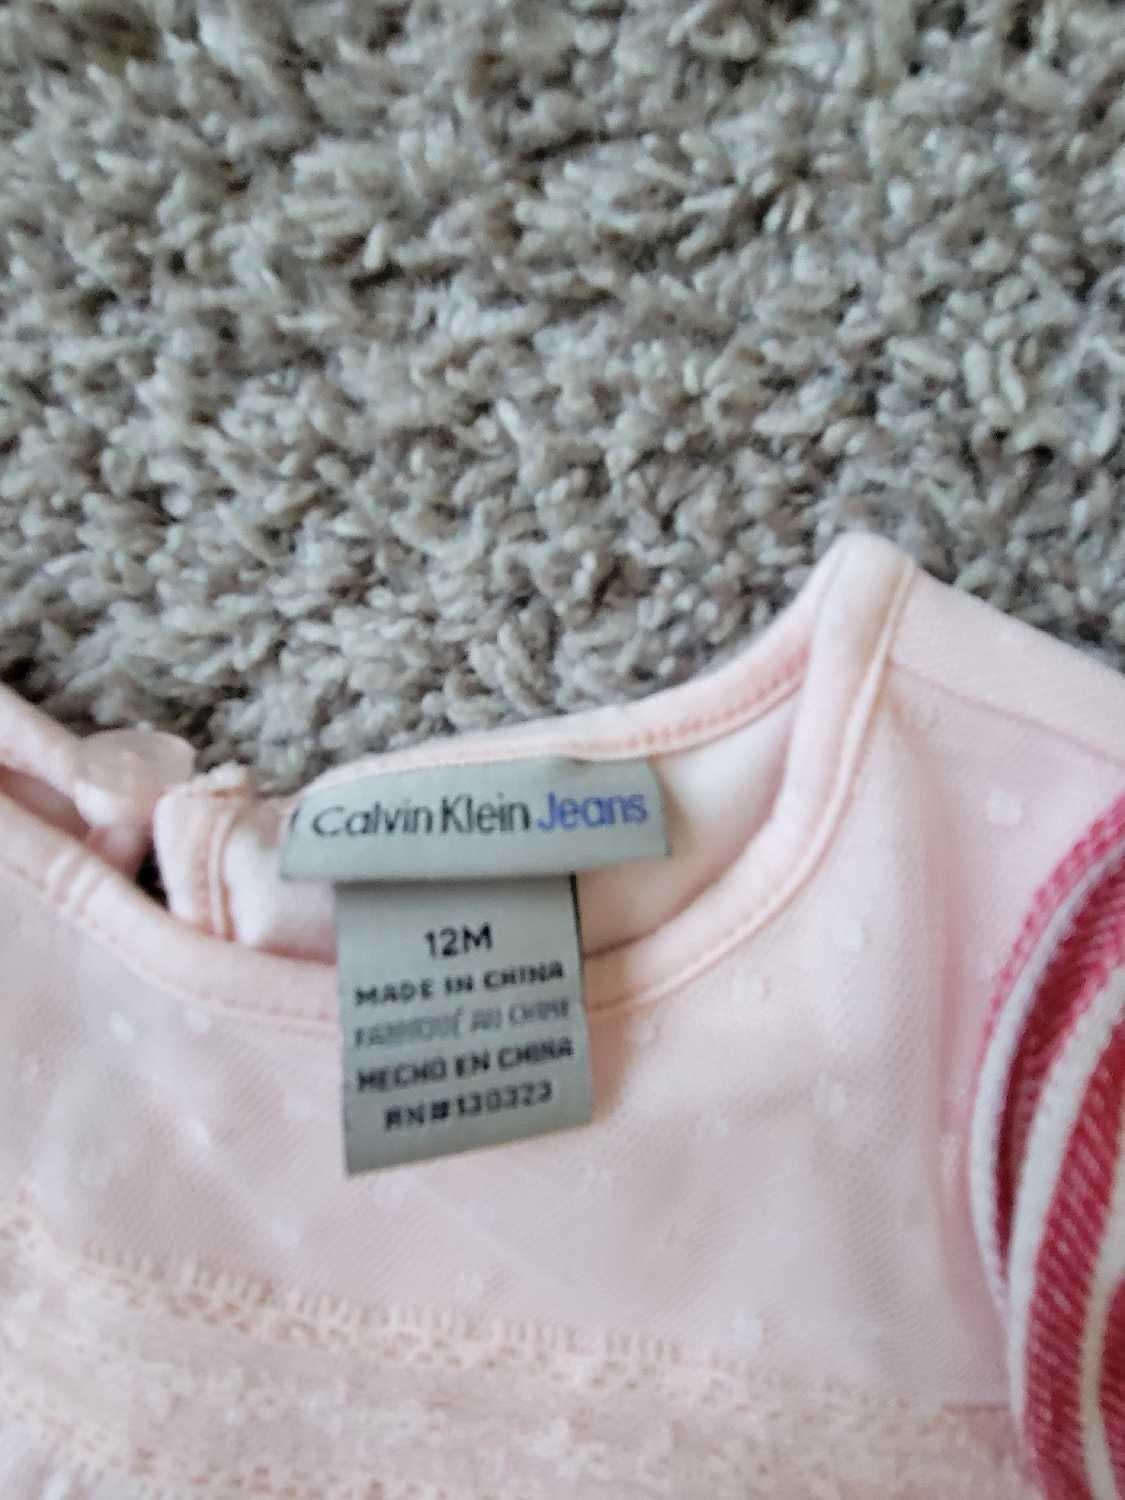 Calvin Klein Jeans
12M
MADE IN CHINA
FABRIQUÉ AU CHINE
HECHO EN CHINA
RN#130323